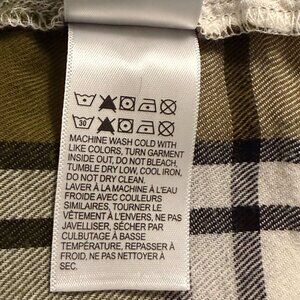 30
MACHINE WASH COLD WITH
LIKE COLORS, TURN GARMENT
INSIDE OUT, DO NOT BLEACH,
TUMBLE DRY LOW, COOL IRON,
DO NOT DRY CLEAN.
LAVER À LA MACHINE À L'EAU
FROIDE AVEC COULEURS
SIMILAIRES, TOURNER LE
VÊTEMENT À L'ENVERS, NE PAS
JAVELLISER, SÉCHER PAR
CULBUTAGE À BASSE
TEMPÉRATURE, REPASSER À
FROID, NE PAS NETTOYER À
SEC.